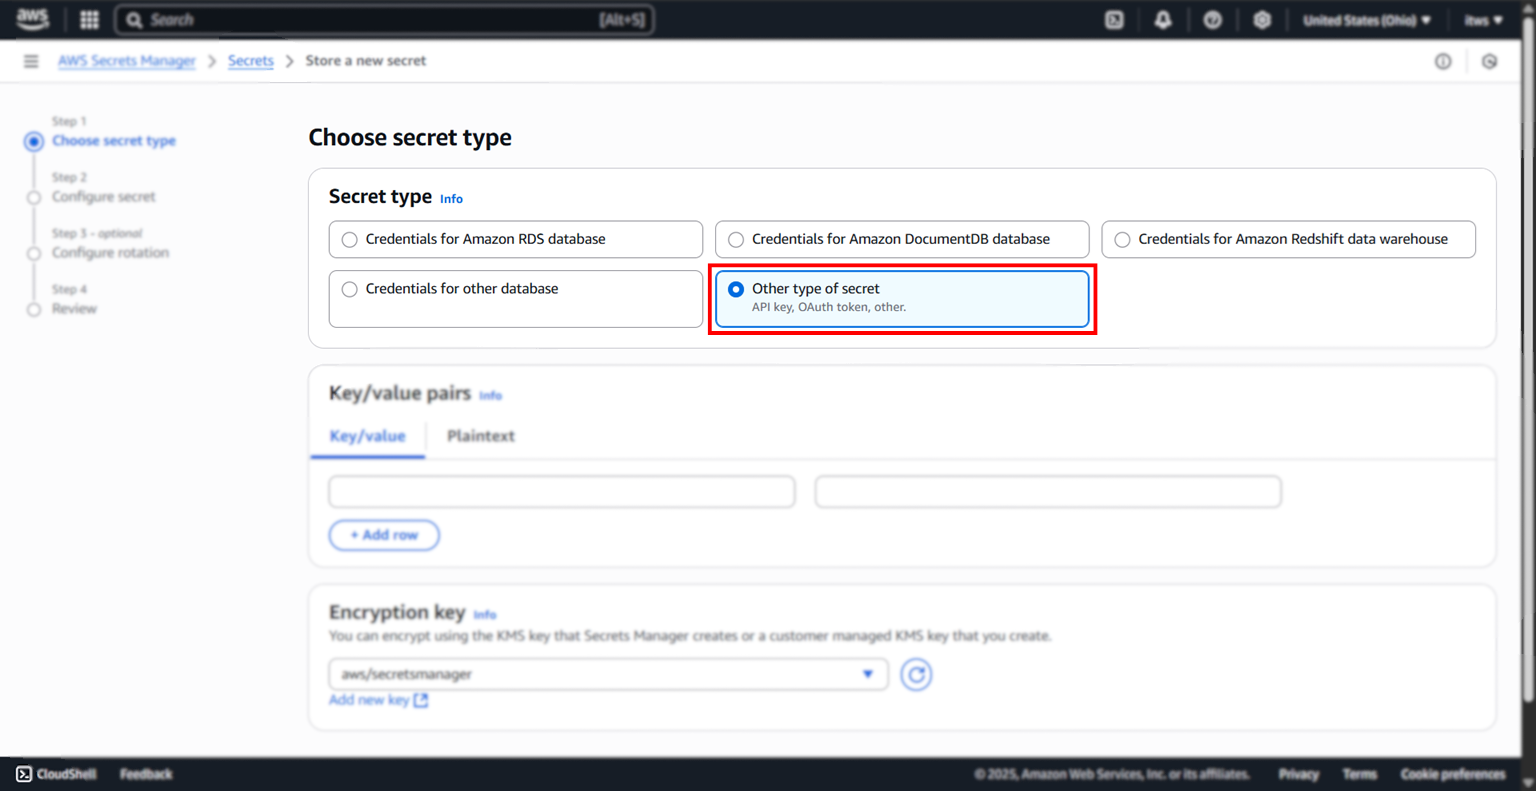 aws
Search [Alt+S] United States (Ohio) itws
AWS Secrets Manager Secrets Store a new secret
Step 1
Choose secret type
Step 2
Configure secret
Step 3 - optional
Configure rotation
Step 4
Review
Choose secret type
Secret type Info
Credentials for Amazon RDS database Credentials for Amazon DocumentDB database Credentials for Amazon Redshift data warehouse
Credentials for other database Other type of secret
API key, OAuth token, other.
Key/value pairs Info
Key/value Plaintext
+ Add row
Encryption key Info
You can encrypt using the KMS key that Secrets Manager creates or a customer managed KMS key that you create.
aws/secretsmanager
Add new key
CloudShell Feedback © 2025, Amazon Web Services, Inc. or its affiliates. Privacy Terms Cookie preferences